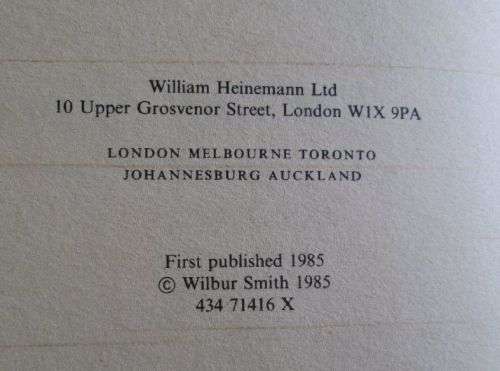 William Heinemann Ltd
10 Upper Grosvenor Street, London W1X 9PA
LONDON MELBOURNE TORONTO
JOHANNESBURG AUCKLAND
First published 1985
© Wilbur Smith 1985
434 71416 X